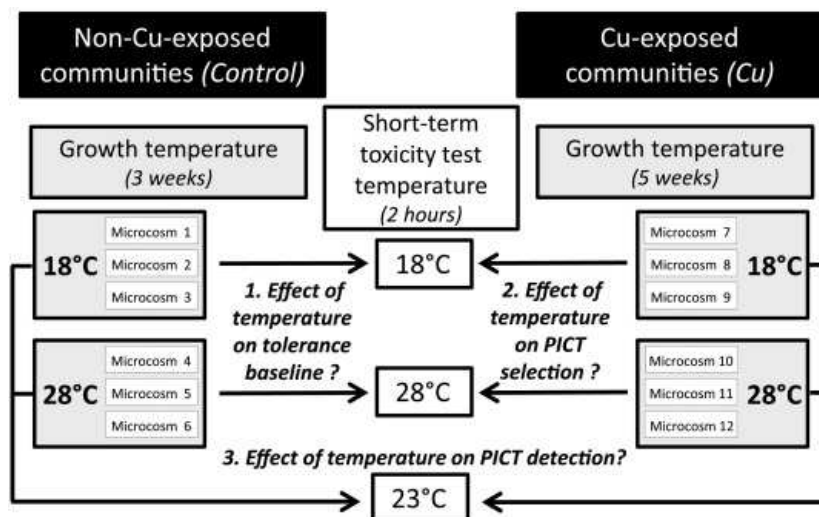 Non-Cu-exposed
communities (Control)
Cu-exposed
communities (Cu)
Short-term
toxicity test
temperature
(2 hours)
Growth temperature
(3 weeks)
Growth temperature
(5 weeks)
18°C
Microcosm 1
Microcosm 2
Microcosm 3
18°C
Microcosm 7
Microcosm 8
Microcosm 9
18°C
1. Effect of
temperature
on tolerance
baseline ?
2. Effect of
temperature
on PICT
selection ?
28°C
Microcosm 4
Microcosm 5
Microcosm 6
28°C
Microcosm 10
Microcosm 11
Microcosm 12
28°C
3. Effect of temperature on PICT detection?
23°C